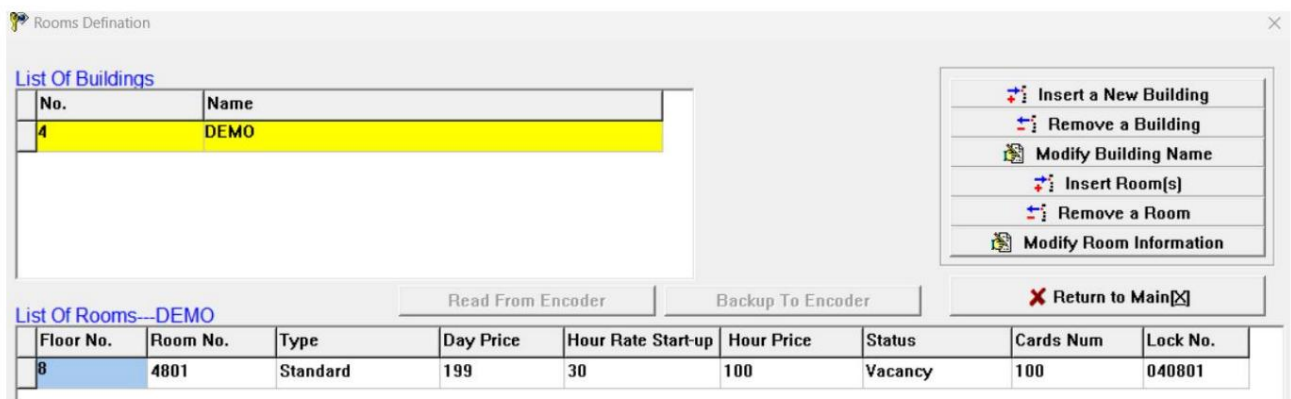 Rooms Defination
List Of Buildings
No. Name
4 DEMO
Insert a New Building
Remove a Building
Modify Building Name
Insert Room(s)
Remove a Room
Modify Room Information
Read From Encoder Backup To Encoder Return to Main[X]
List Of Rooms---DEMO
Floor No. Room No. Type Day Price Hour Rate Start-up Hour Price Status Cards Num Lock No.
8 4801 Standard 199 30 100 Vacancy 100 040801